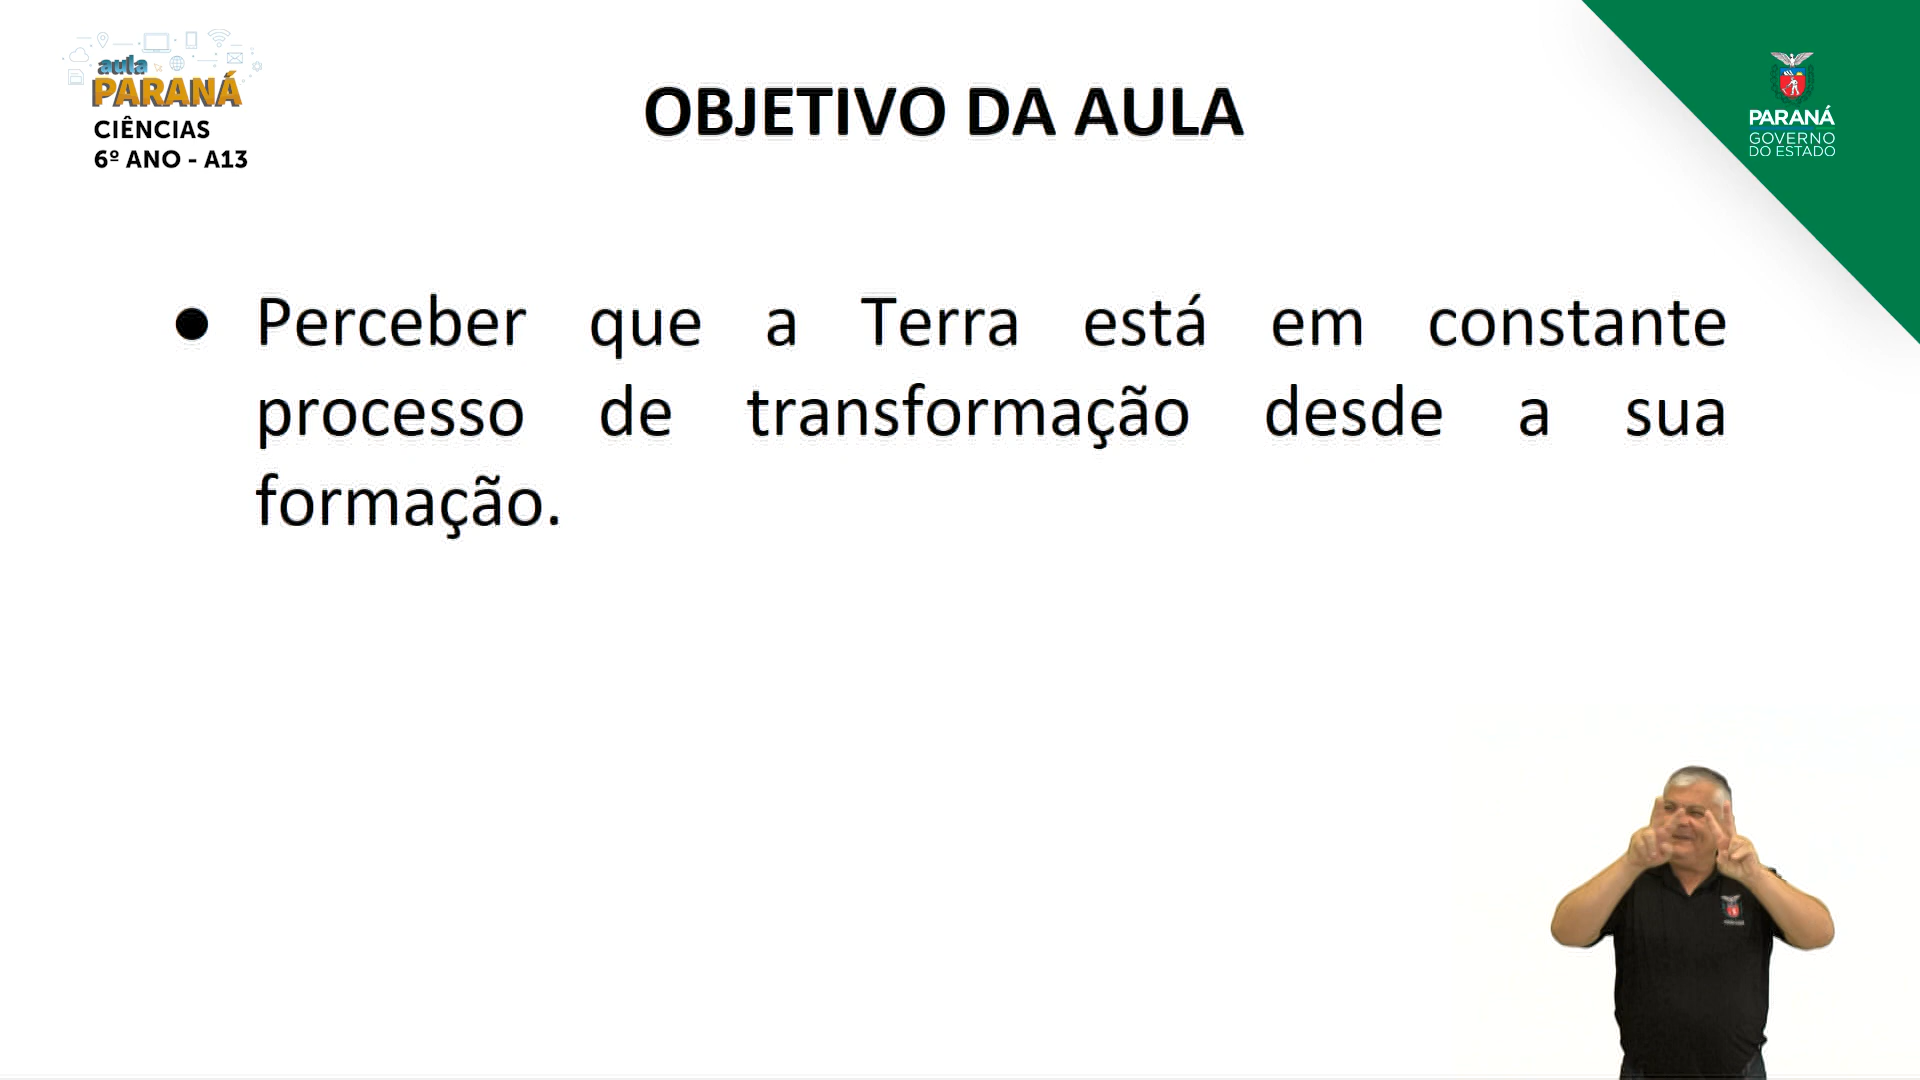 aula
PARANÁ
CIÊNCIAS
6º ANO - A13
OBJETIVO DA AULA
PARANÁ
GOVERNO
DO ESTADO
● Perceber que a Terra está em constante
processo de transformação desde a sua
formação.